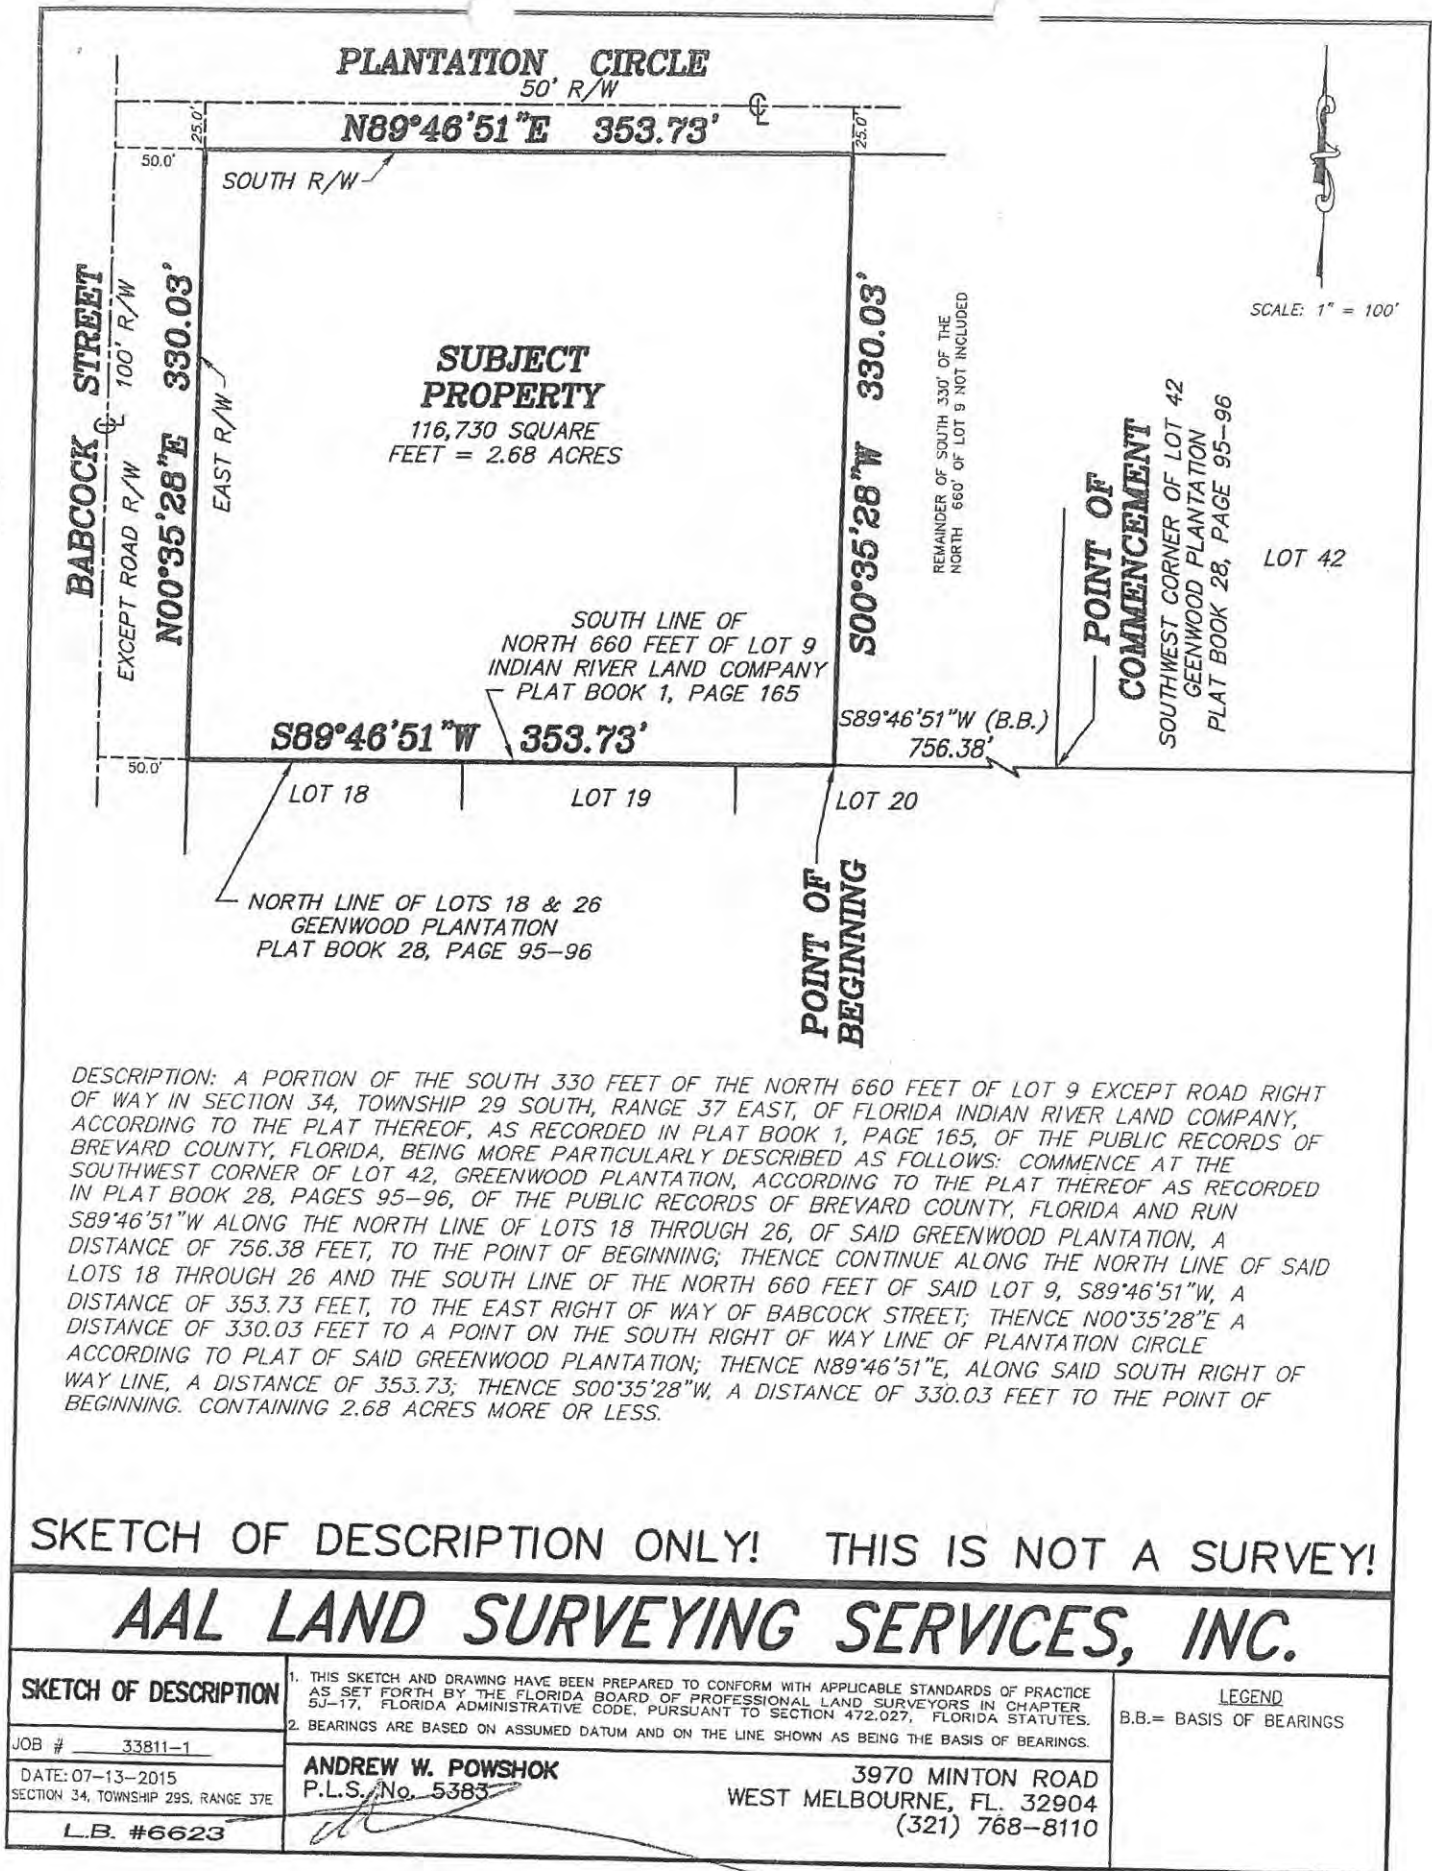 PLANTATION CIRCLE
50' R/W
℄
N89°46'51"E 353.73'
25.0'
25.0'
50.0'
SOUTH R/W
SCALE: 1" = 100'
BABCOCK STREET
℄
100' R/W
EXCEPT ROAD R/W
N00°35'28"E 330.03'
EAST R/W
SUBJECT
PROPERTY
116,730 SQUARE
FEET = 2.68 ACRES
S00°35'28"W 330.03'
REMAINDER OF SOUTH 330' OF THE
NORTH 660' OF LOT 9 NOT INCLUDED
POINT OF
COMMENCEMENT
SOUTHWEST CORNER OF LOT 42
GEENWOOD PLANTATION
PLAT BOOK 28, PAGE 95-96
LOT 42
SOUTH LINE OF
NORTH 660 FEET OF LOT 9
INDIAN RIVER LAND COMPANY
PLAT BOOK 1, PAGE 165
S89°46'51"W 353.73'
S89°46'51"W (B.B.)
756.38'
50.0'
LOT 18
LOT 19
LOT 20
NORTH LINE OF LOTS 18 & 26
GEENWOOD PLANTATION
PLAT BOOK 28, PAGE 95-96
POINT OF
BEGINNING
DESCRIPTION: A PORTION OF THE SOUTH 330 FEET OF THE NORTH 660 FEET OF LOT 9 EXCEPT ROAD RIGHT
OF WAY IN SECTION 34, TOWNSHIP 29 SOUTH, RANGE 37 EAST, OF FLORIDA INDIAN RIVER LAND COMPANY,
ACCORDING TO THE PLAT THEREOF, AS RECORDED IN PLAT BOOK 1, PAGE 165, OF THE PUBLIC RECORDS OF
BREVARD COUNTY, FLORIDA, BEING MORE PARTICULARLY DESCRIBED AS FOLLOWS: COMMENCE AT THE
SOUTHWEST CORNER OF LOT 42, GREENWOOD PLANTATION, ACCORDING TO THE PLAT THEREOF AS RECORDED
IN PLAT BOOK 28, PAGES 95-96, OF THE PUBLIC RECORDS OF BREVARD COUNTY, FLORIDA AND RUN
S89°46'51"W ALONG THE NORTH LINE OF LOTS 18 THROUGH 26, OF SAID GREENWOOD PLANTATION, A
DISTANCE OF 756.38 FEET, TO THE POINT OF BEGINNING; THENCE CONTINUE ALONG THE NORTH LINE OF SAID
LOTS 18 THROUGH 26 AND THE SOUTH LINE OF THE NORTH 660 FEET OF SAID LOT 9, S89°46'51"W, A
DISTANCE OF 353.73 FEET, TO THE EAST RIGHT OF WAY OF BABCOCK STREET; THENCE N00°35'28"E A
DISTANCE OF 330.03 FEET TO A POINT ON THE SOUTH RIGHT OF WAY LINE OF PLANTATION CIRCLE
ACCORDING TO PLAT OF SAID GREENWOOD PLANTATION; THENCE N89°46'51"E, ALONG SAID SOUTH RIGHT OF
WAY LINE, A DISTANCE OF 353.73; THENCE S00°35'28"W, A DISTANCE OF 330.03 FEET TO THE POINT OF
BEGINNING. CONTAINING 2.68 ACRES MORE OR LESS.
SKETCH OF DESCRIPTION ONLY! THIS IS NOT A SURVEY!
AAL LAND SURVEYING SERVICES, INC.
SKETCH OF DESCRIPTION
JOB # 33811-1
DATE: 07-13-2015
SECTION 34, TOWNSHIP 29S, RANGE 37E
L.B. #6623
1. THIS SKETCH AND DRAWING HAVE BEEN PREPARED TO CONFORM WITH APPLICABLE STANDARDS OF PRACTICE
AS SET FORTH BY THE FLORIDA BOARD OF PROFESSIONAL LAND SURVEYORS IN CHAPTER
5J-17, FLORIDA ADMINISTRATIVE CODE, PURSUANT TO SECTION 472.027, FLORIDA STATUTES.
2. BEARINGS ARE BASED ON ASSUMED DATUM AND ON THE LINE SHOWN AS BEING THE BASIS OF BEARINGS.
ANDREW W. POWSHOK
P.L.S. No. 5383
3970 MINTON ROAD
WEST MELBOURNE, FL. 32904
(321) 768-8110
LEGEND
B.B.= BASIS OF BEARINGS